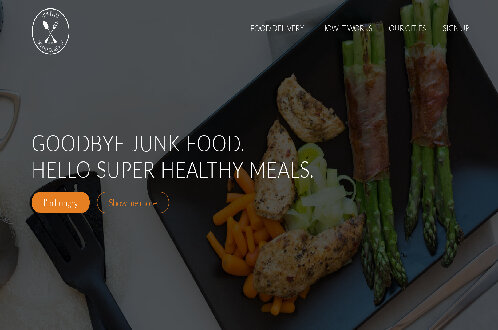 FOOD DELIVERY
HOW IT WORKS
OUR CITIES
SIGN UP
GOODBYE JUNK FOOD.
HELLO SUPER HEALTHY MEALS.
I'm hungry
Show me more